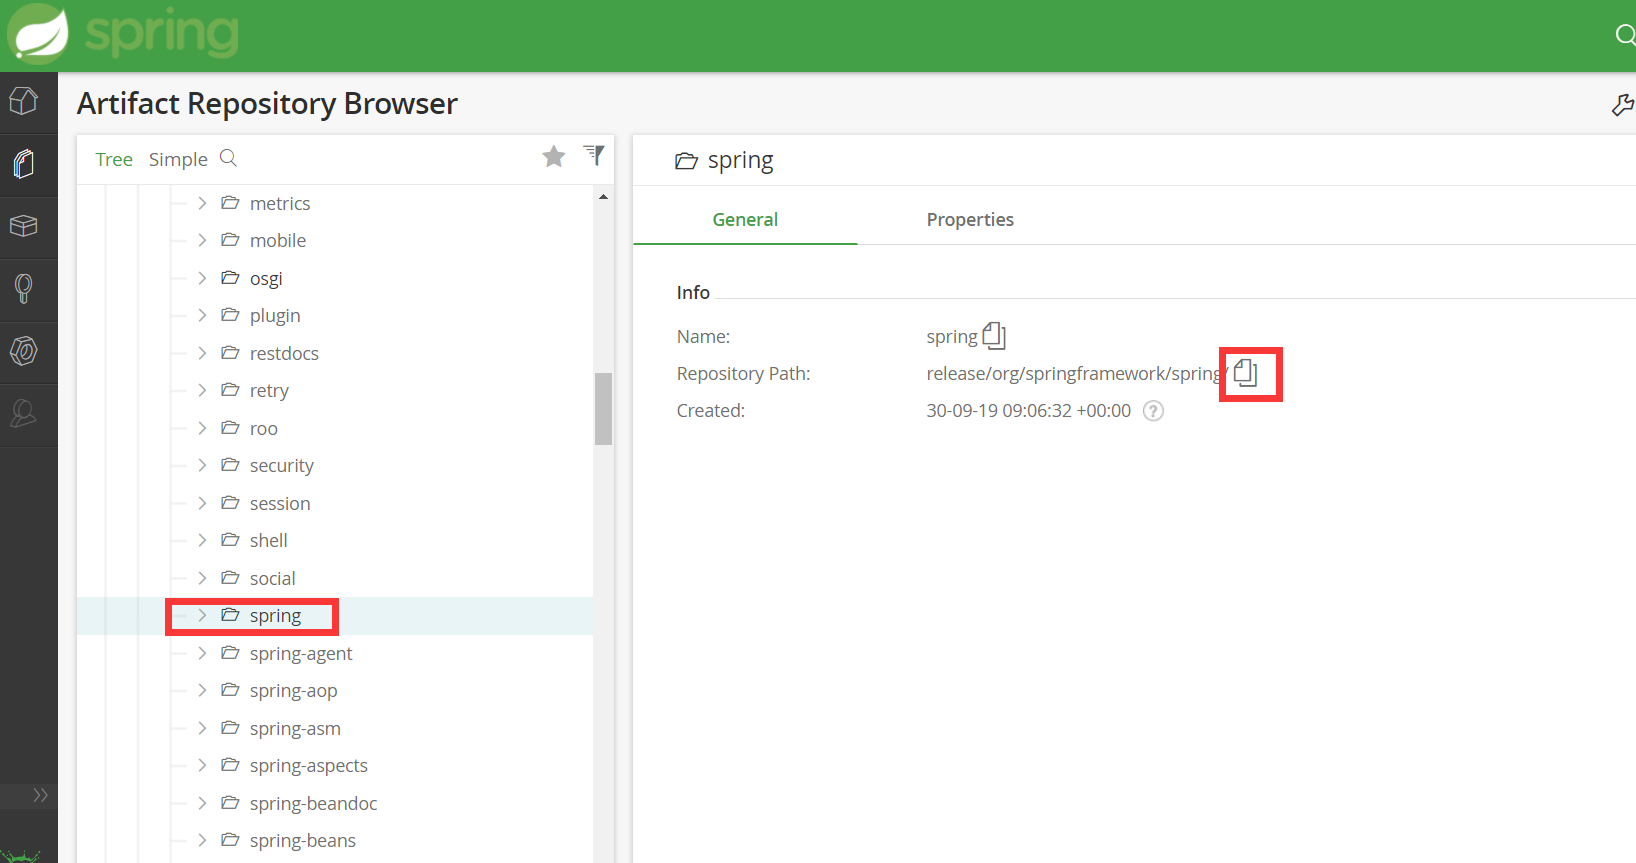 spring
Artifact Repository Browser
Tree Simple
metrics
mobile
osgi
plugin
restdocs
retry
roo
security
session
shell
social
spring
spring-agent
spring-aop
spring-asm
spring-aspects
spring-beandoc
spring-beans
spring
General Properties
Info
Name: spring
Repository Path: release/org/springframework/spring/
Created: 30-09-19 09:06:32 +00:00 ?